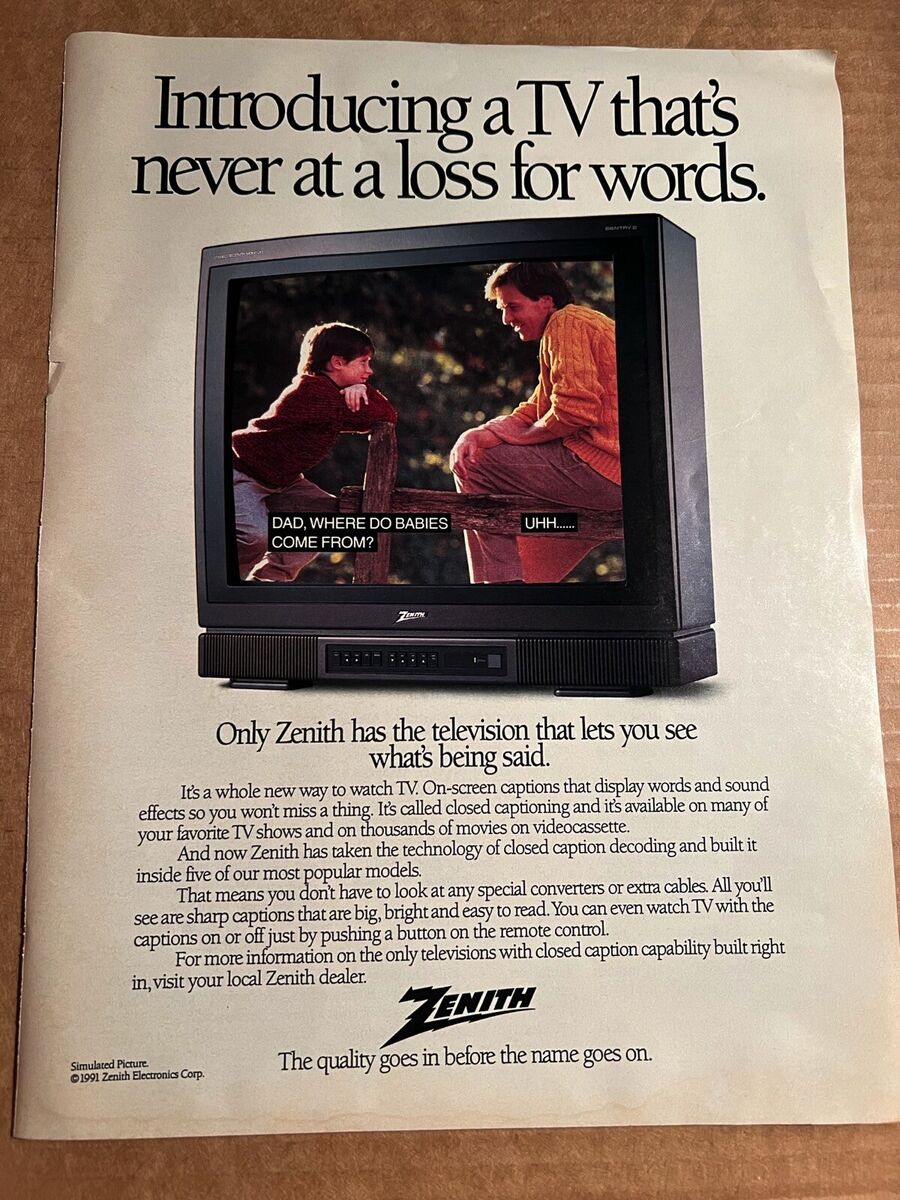 Introducing a TV that's
never at a loss for words.
SENTRY 2
DAD, WHERE DO BABIES
COME FROM?
UHH......
ZENITH
Only Zenith has the television that lets you see
what's being said.
It's a whole new way to watch TV. On-screen captions that display words and sound
effects so you won't miss a thing. It's called closed captioning and it's available on many of
your favorite TV shows and on thousands of movies on videocassette.
And now Zenith has taken the technology of closed caption decoding and built it
inside five of our most popular models.
That means you don't have to look at any special converters or extra cables. All you'll
see are sharp captions that are big, bright and easy to read. You can even watch TV with the
captions on or off just by pushing a button on the remote control.
For more information on the only televisions with closed caption capability built right
in, visit your local Zenith dealer.
ZENITH
The quality goes in before the name goes on.
Simulated Picture.
©1991 Zenith Electronics Corp.